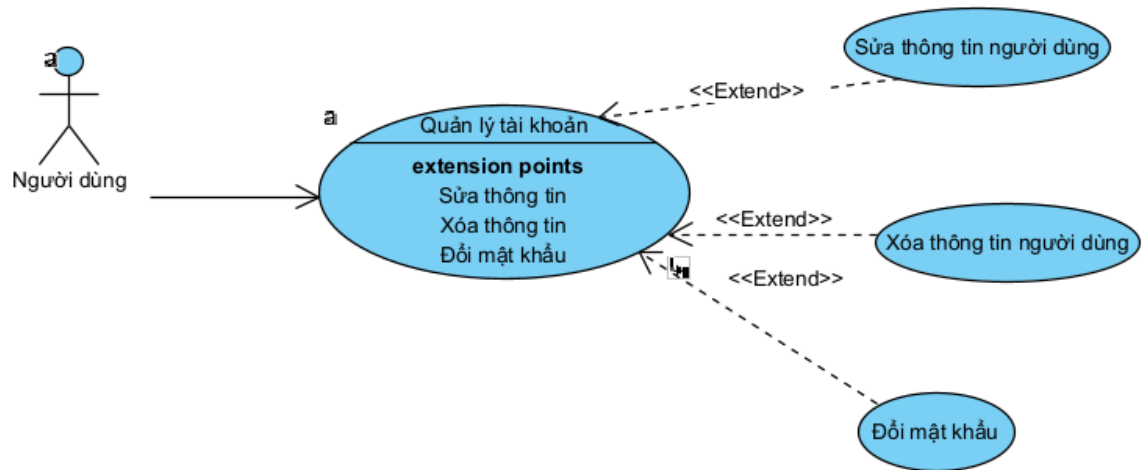 Sửa thông tin người dùng
<<Extend>>
a
a
Quản lý tài khoản
extension points
Sửa thông tin
Xóa thông tin
Đổi mật khẩu
Người dùng
<<Extend>>
Xóa thông tin người dùng
<<Extend>>
Đổi mật khẩu